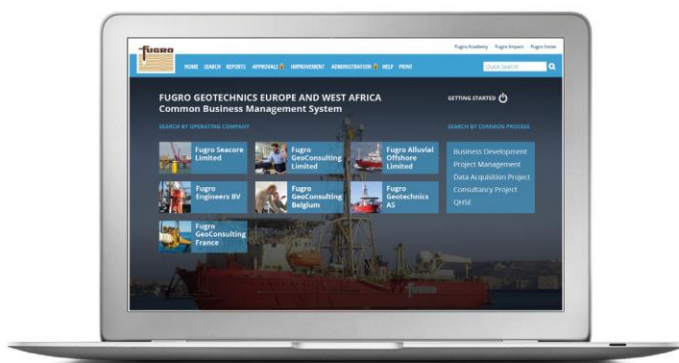 Fugro Academy Fugro Impact Fugro Home
FUGRO
HOME SEARCH REPORTS APPROVALS IMPROVEMENT ADMINISTRATION HELP PRINT
Quick Search
FUGRO GEOTECHNICS EUROPE AND WEST AFRICA
Common Business Management System
GETTING STARTED
SEARCH BY OPERATING COMPANY
SEARCH BY COMMON PROCESS
Fugro Seacore
Limited
Fugro
GeoConsulting
Limited
Fugro Alluvial
Offshore
Limited
Fugro
Engineers BV
Fugro
GeoConsulting
Belgium
Fugro
Geotechnics
AS
Fugro
GeoConsulting
France
Business Development
Project Management
Data Acquisition Project
Consultancy Project
QHSE
FUGRO